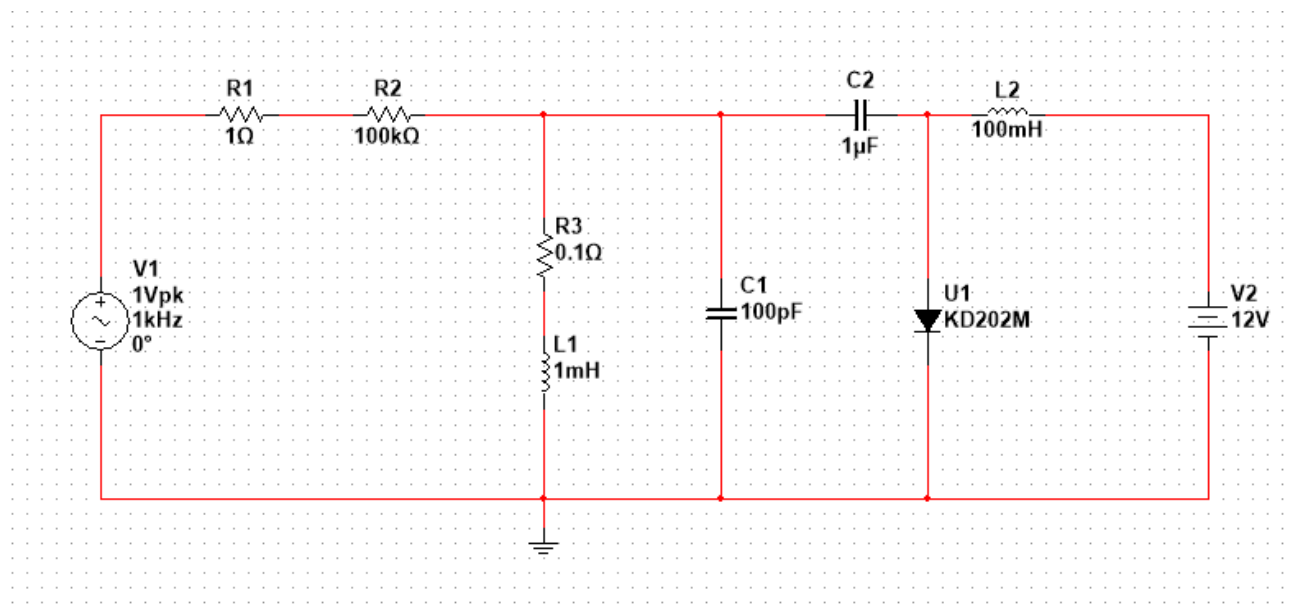 R1
1Ω
R2
100kΩ
C2
1µF
L2
100mH
R3
0.1Ω
V1
1Vpk
1kHz
0°
L1
1mH
C1
100pF
U1
KD202M
V2
12V